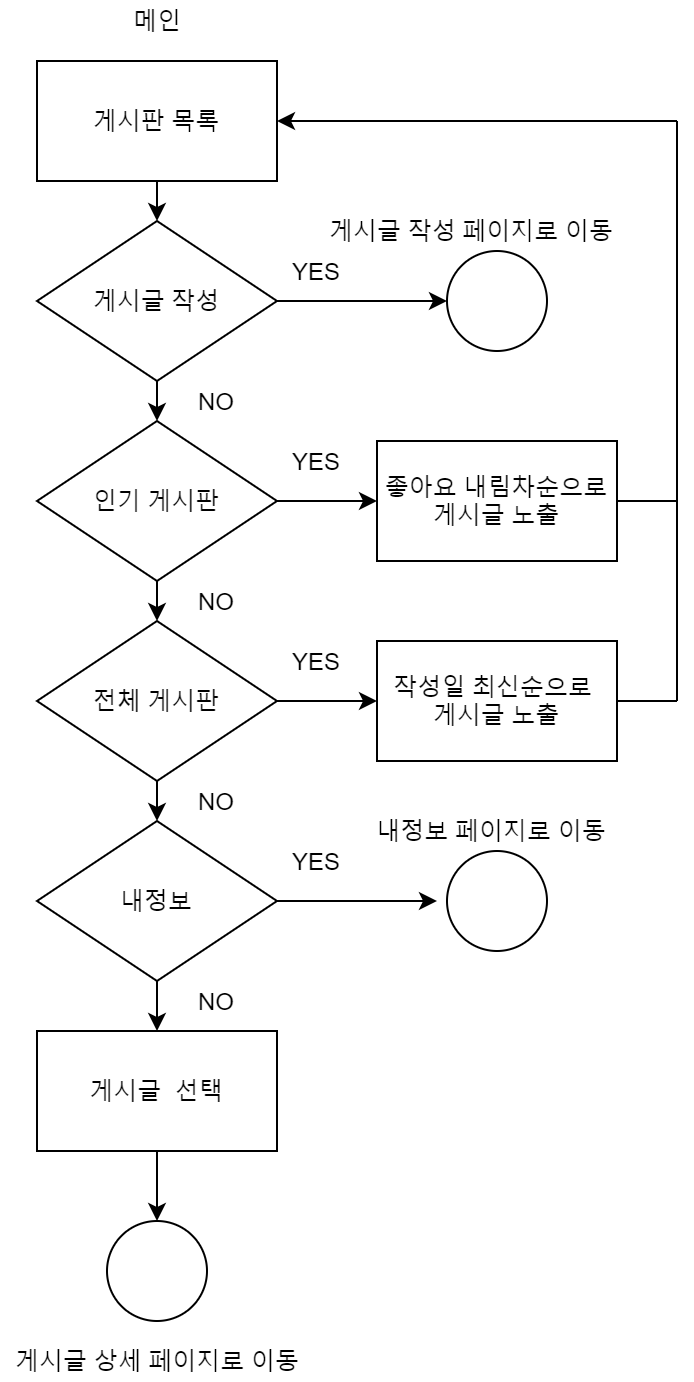 메인
게시판 목록
게시글 작성 페이지로 이동
YES
게시글 작성
NO
YES
인기 게시판
좋아요 내림차순으로
게시글 노출
NO
YES
전체 게시판
작성일 최신순으로
게시글 노출
NO
내정보 페이지로 이동
YES
내정보
NO
게시글 선택
게시글 상세 페이지로 이동